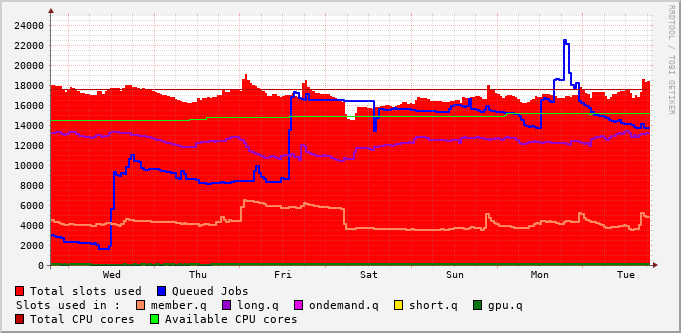 RRDTOOL / TOBI OETIKER
24000
22000
20000
18000
16000
14000
12000
10000
8000
6000
4000
2000
0
Wed Thu Fri Sat Sun Mon Tue
Total slots used Queued Jobs
Slots used in : member.q long.q ondemand.q short.q gpu.q
Total CPU cores Available CPU cores